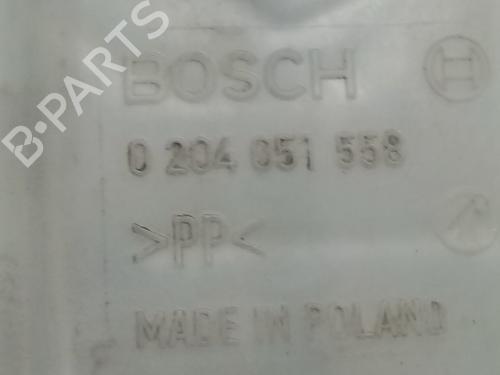 B-PARTS
BOSCH
0 204 051 558
>PP<
MADE IN POLAND